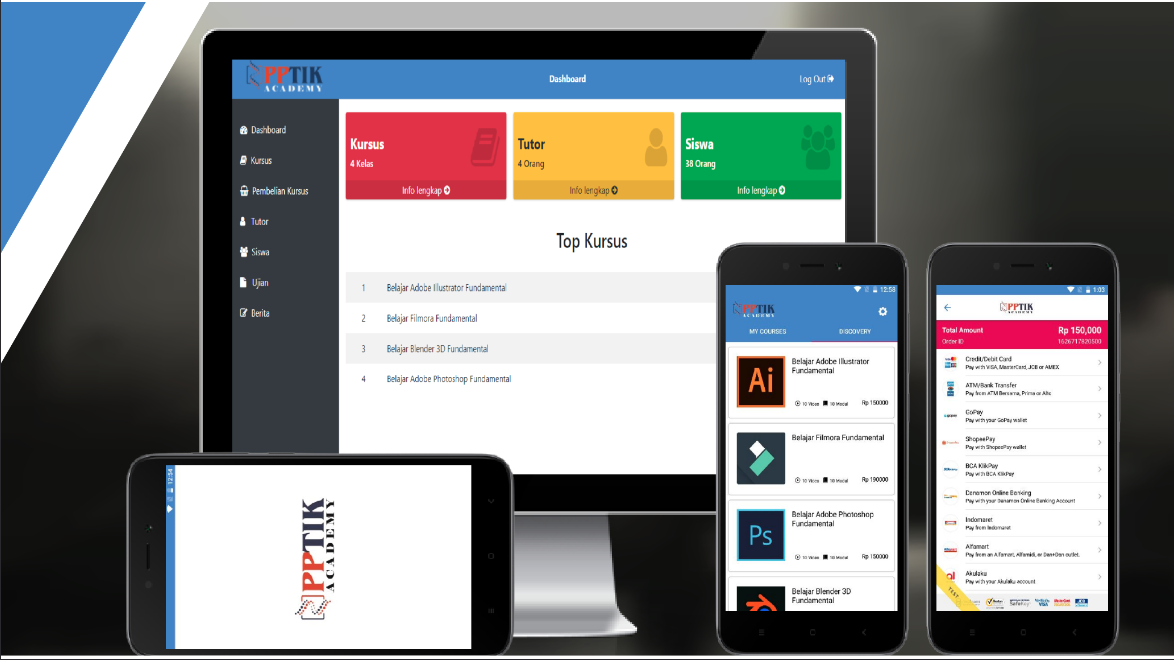 PPTIK
ACADEMY
Dashboard
Log Out
Dashboard
Kursus
Pembelian Kursus
Tutor
Siswa
Ujian
Berita
Kursus
4 Kelas
Info lengkap
Tutor
4 Orang
Info lengkap
Siswa
38 Orang
Info lengkap
Top Kursus
1 Belajar Adobe Illustrator Fundamental
2 Belajar Filmora Fundamental
3 Belajar Blender 3D Fundamental
4 Belajar Adobe Photoshop Fundamental
12:54
PPTIK
ACADEMY
12:58
PPTIK
ACADEMY
MY COURSES
DISCOVERY
Ai
Belajar Adobe Illustrator
Fundamental
10 Video 10 Modul Rp 150000
Belajar Filmora Fundamental
10 Video 10 Modul Rp 190000
Ps
Belajar Adobe Photoshop
Fundamental
10 Video 10 Modul Rp 150000
Belajar Blender 3D
Fundamental
1:03
PPTIK
ACADEMY
Total Amount Rp 150,000
Order ID 1626717820500
Credit/Debit Card
Pay with VISA, MasterCard, JCB or AMEX
ATM/Bank Transfer
Pay from ATM Bersama, Prima or Alto
GoPay
Pay with your GoPay wallet
ShopeePay
Pay with ShopeePay wallet
BCA KlikPay
Pay with BCA KlikPay
Danamon Online Banking
Pay with your Danamon Online Banking Account
Indomaret
Pay from Indomaret
Alfamart
Pay from an Alfamart, Alfamidi, or Dan+Dan outlet.
Akulaku
Pay with your Akulaku account
TEST